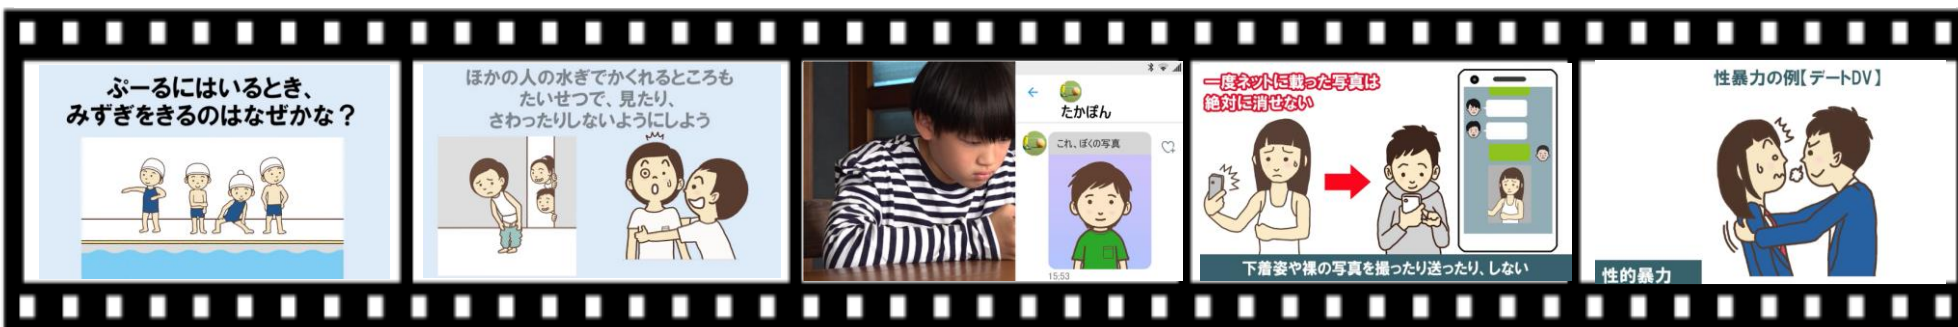 ぷーるにはいるとき、
みずぎをきるのはなぜかな？
ほかの人の水ぎでかくれるところも
たいせつで、見たり、
さわったりしないようにしよう
たかぽん
これ、ぼくの写真
15:53
一度ネットに載った写真は
絶対に消せない
下着姿や裸の写真を撮ったり送ったり、しない
性暴力の例【デートDV】
性的暴力